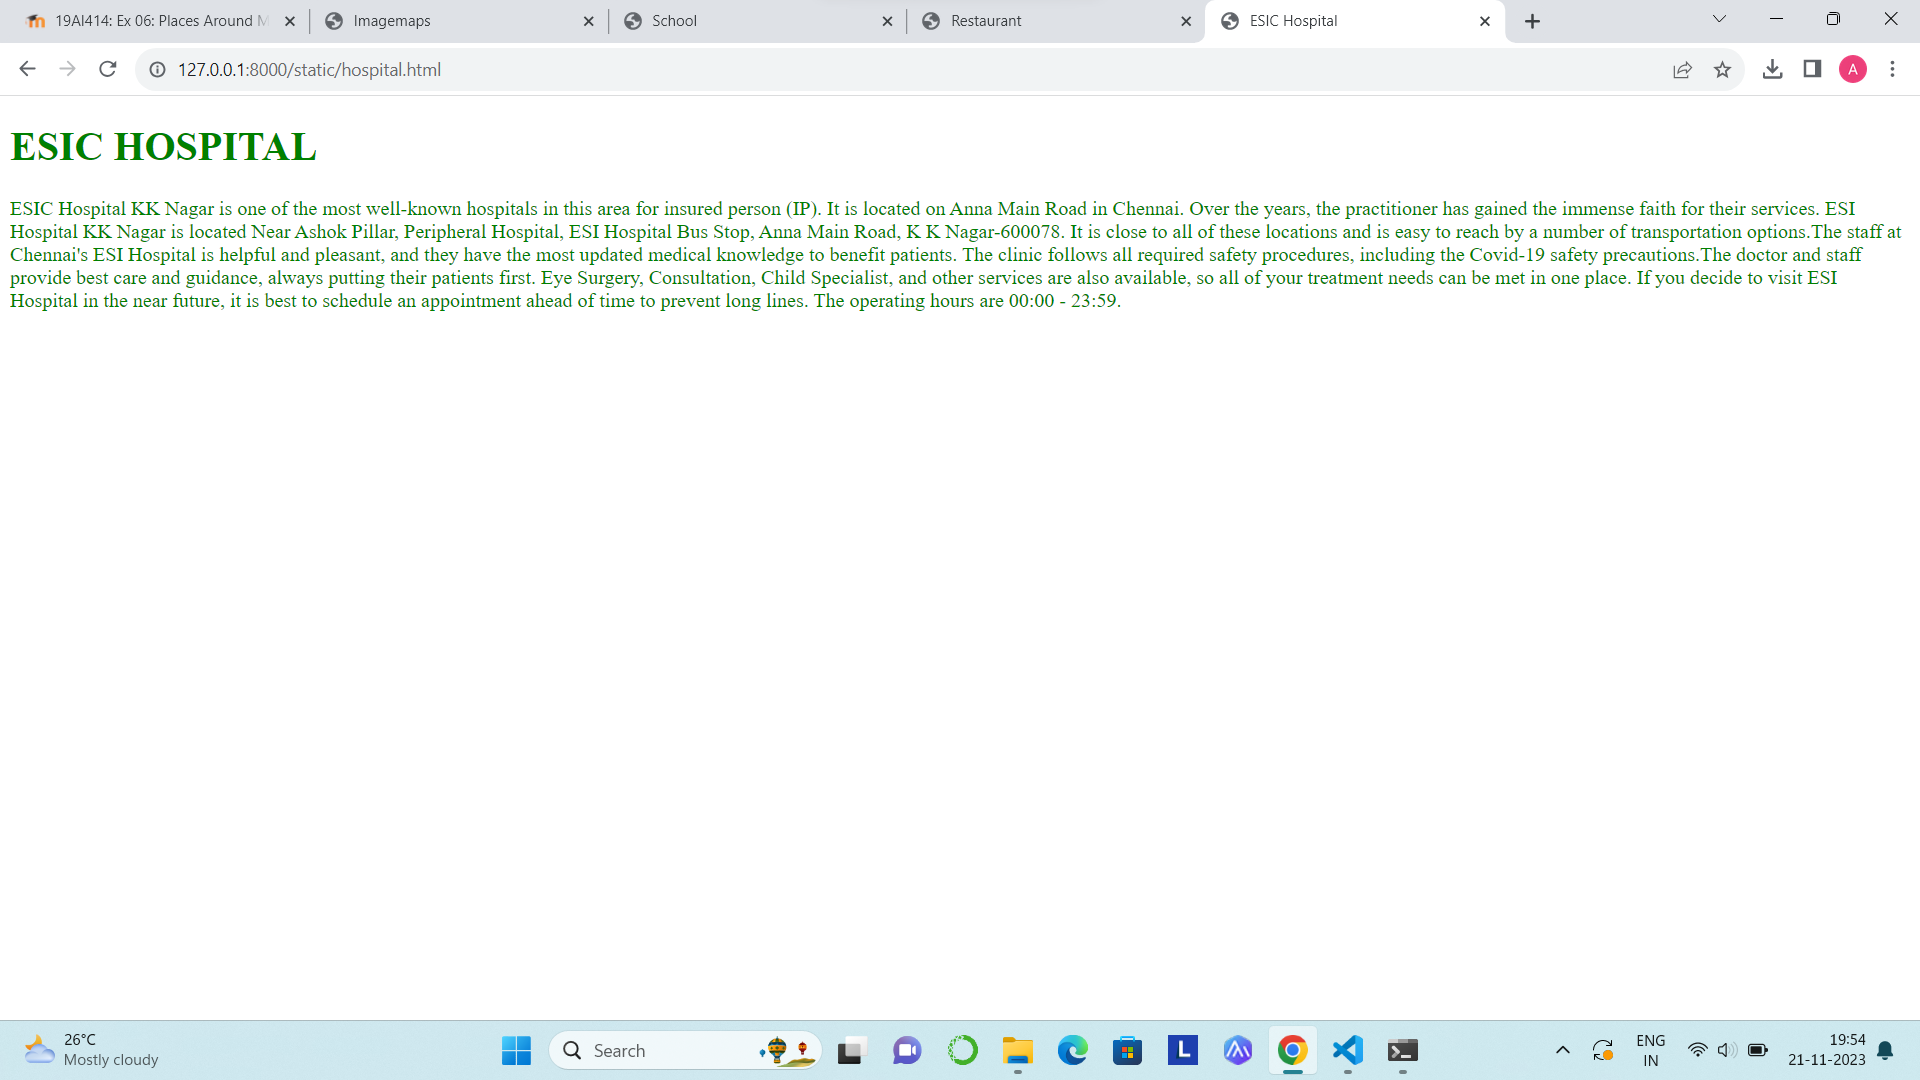 19AI414: Ex 06: Places Around M
Imagemaps
School
Restaurant
ESIC Hospital
127.0.0.1:8000/static/hospital.html
A
ESIC HOSPITAL
ESIC Hospital KK Nagar is one of the most well-known hospitals in this area for insured person (IP). It is located on Anna Main Road in Chennai. Over the years, the practitioner has gained the immense faith for their services. ESI
Hospital KK Nagar is located Near Ashok Pillar, Peripheral Hospital, ESI Hospital Bus Stop, Anna Main Road, K K Nagar-600078. It is close to all of these locations and is easy to reach by a number of transportation options.The staff at
Chennai's ESI Hospital is helpful and pleasant, and they have the most updated medical knowledge to benefit patients. The clinic follows all required safety procedures, including the Covid-19 safety precautions.The doctor and staff
provide best care and guidance, always putting their patients first. Eye Surgery, Consultation, Child Specialist, and other services are also available, so all of your treatment needs can be met in one place. If you decide to visit ESI
Hospital in the near future, it is best to schedule an appointment ahead of time to prevent long lines. The operating hours are 00:00 - 23:59.
26°C
Mostly cloudy
Search
L
ENG
IN
19:54
21-11-2023